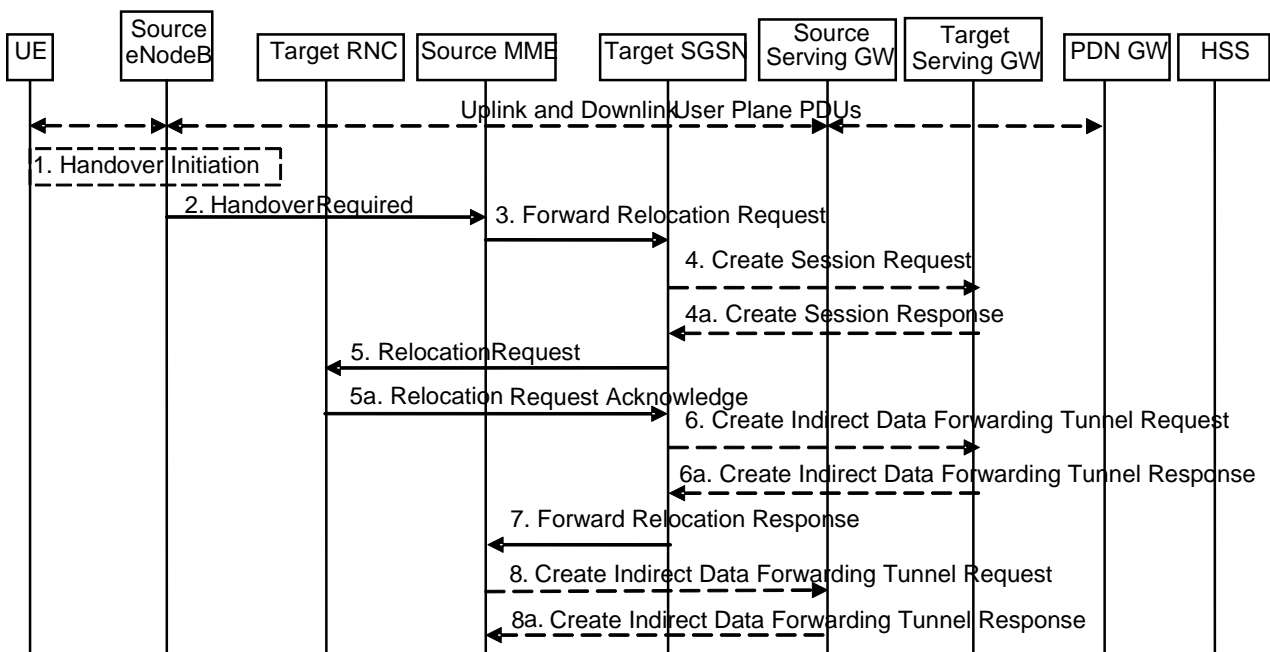 UE
Source
eNodeB
Target RNC
Source MME
Target SGSN
Source
Serving GW
Target
Serving GW
PDN GW
HSS
Uplink and Downlink User Plane PDUs
1. Handover Initiation
2. Handover Required
3. Forward Relocation Request
4. Create Session Request
4a. Create Session Response
5. Relocation Request
5a. Relocation Request Acknowledge
6. Create Indirect Data Forwarding Tunnel Request
6a. Create Indirect Data Forwarding Tunnel Response
7. Forward Relocation Response
8. Create Indirect Data Forwarding Tunnel Request
8a. Create Indirect Data Forwarding Tunnel Response